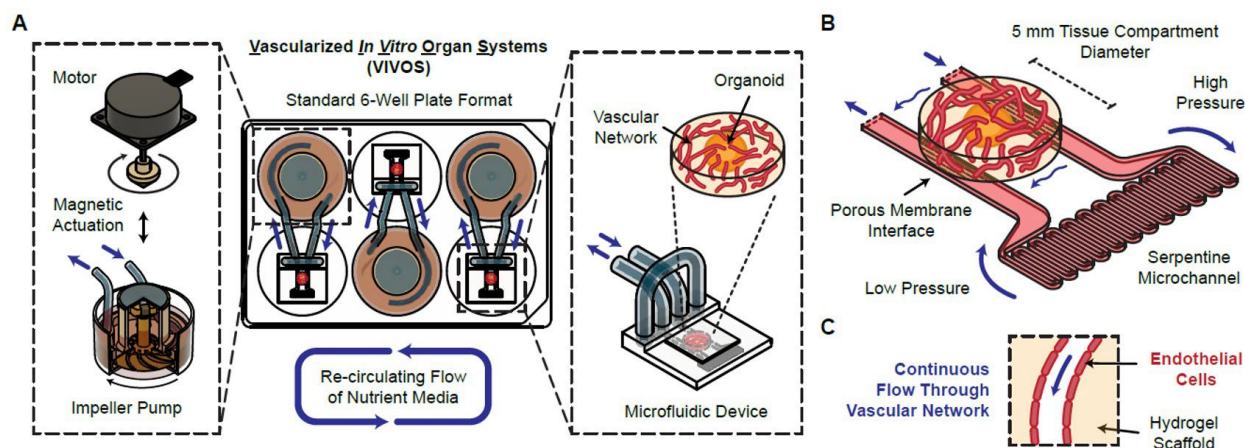 A
Motor
Magnetic
Actuation
Impeller Pump
Vascularized In Vitro Organ Systems
(VIVOS)
Standard 6-Well Plate Format
Re-circulating Flow
of Nutrient Media
Organoid
Vascular
Network
Microfluidic Device
B
5 mm Tissue Compartment
Diameter
High
Pressure
Porous Membrane
Interface
Low Pressure
Serpentine
Microchannel
C
Continuous
Flow Through
Vascular Network
Endothelial
Cells
Hydrogel
Scaffold